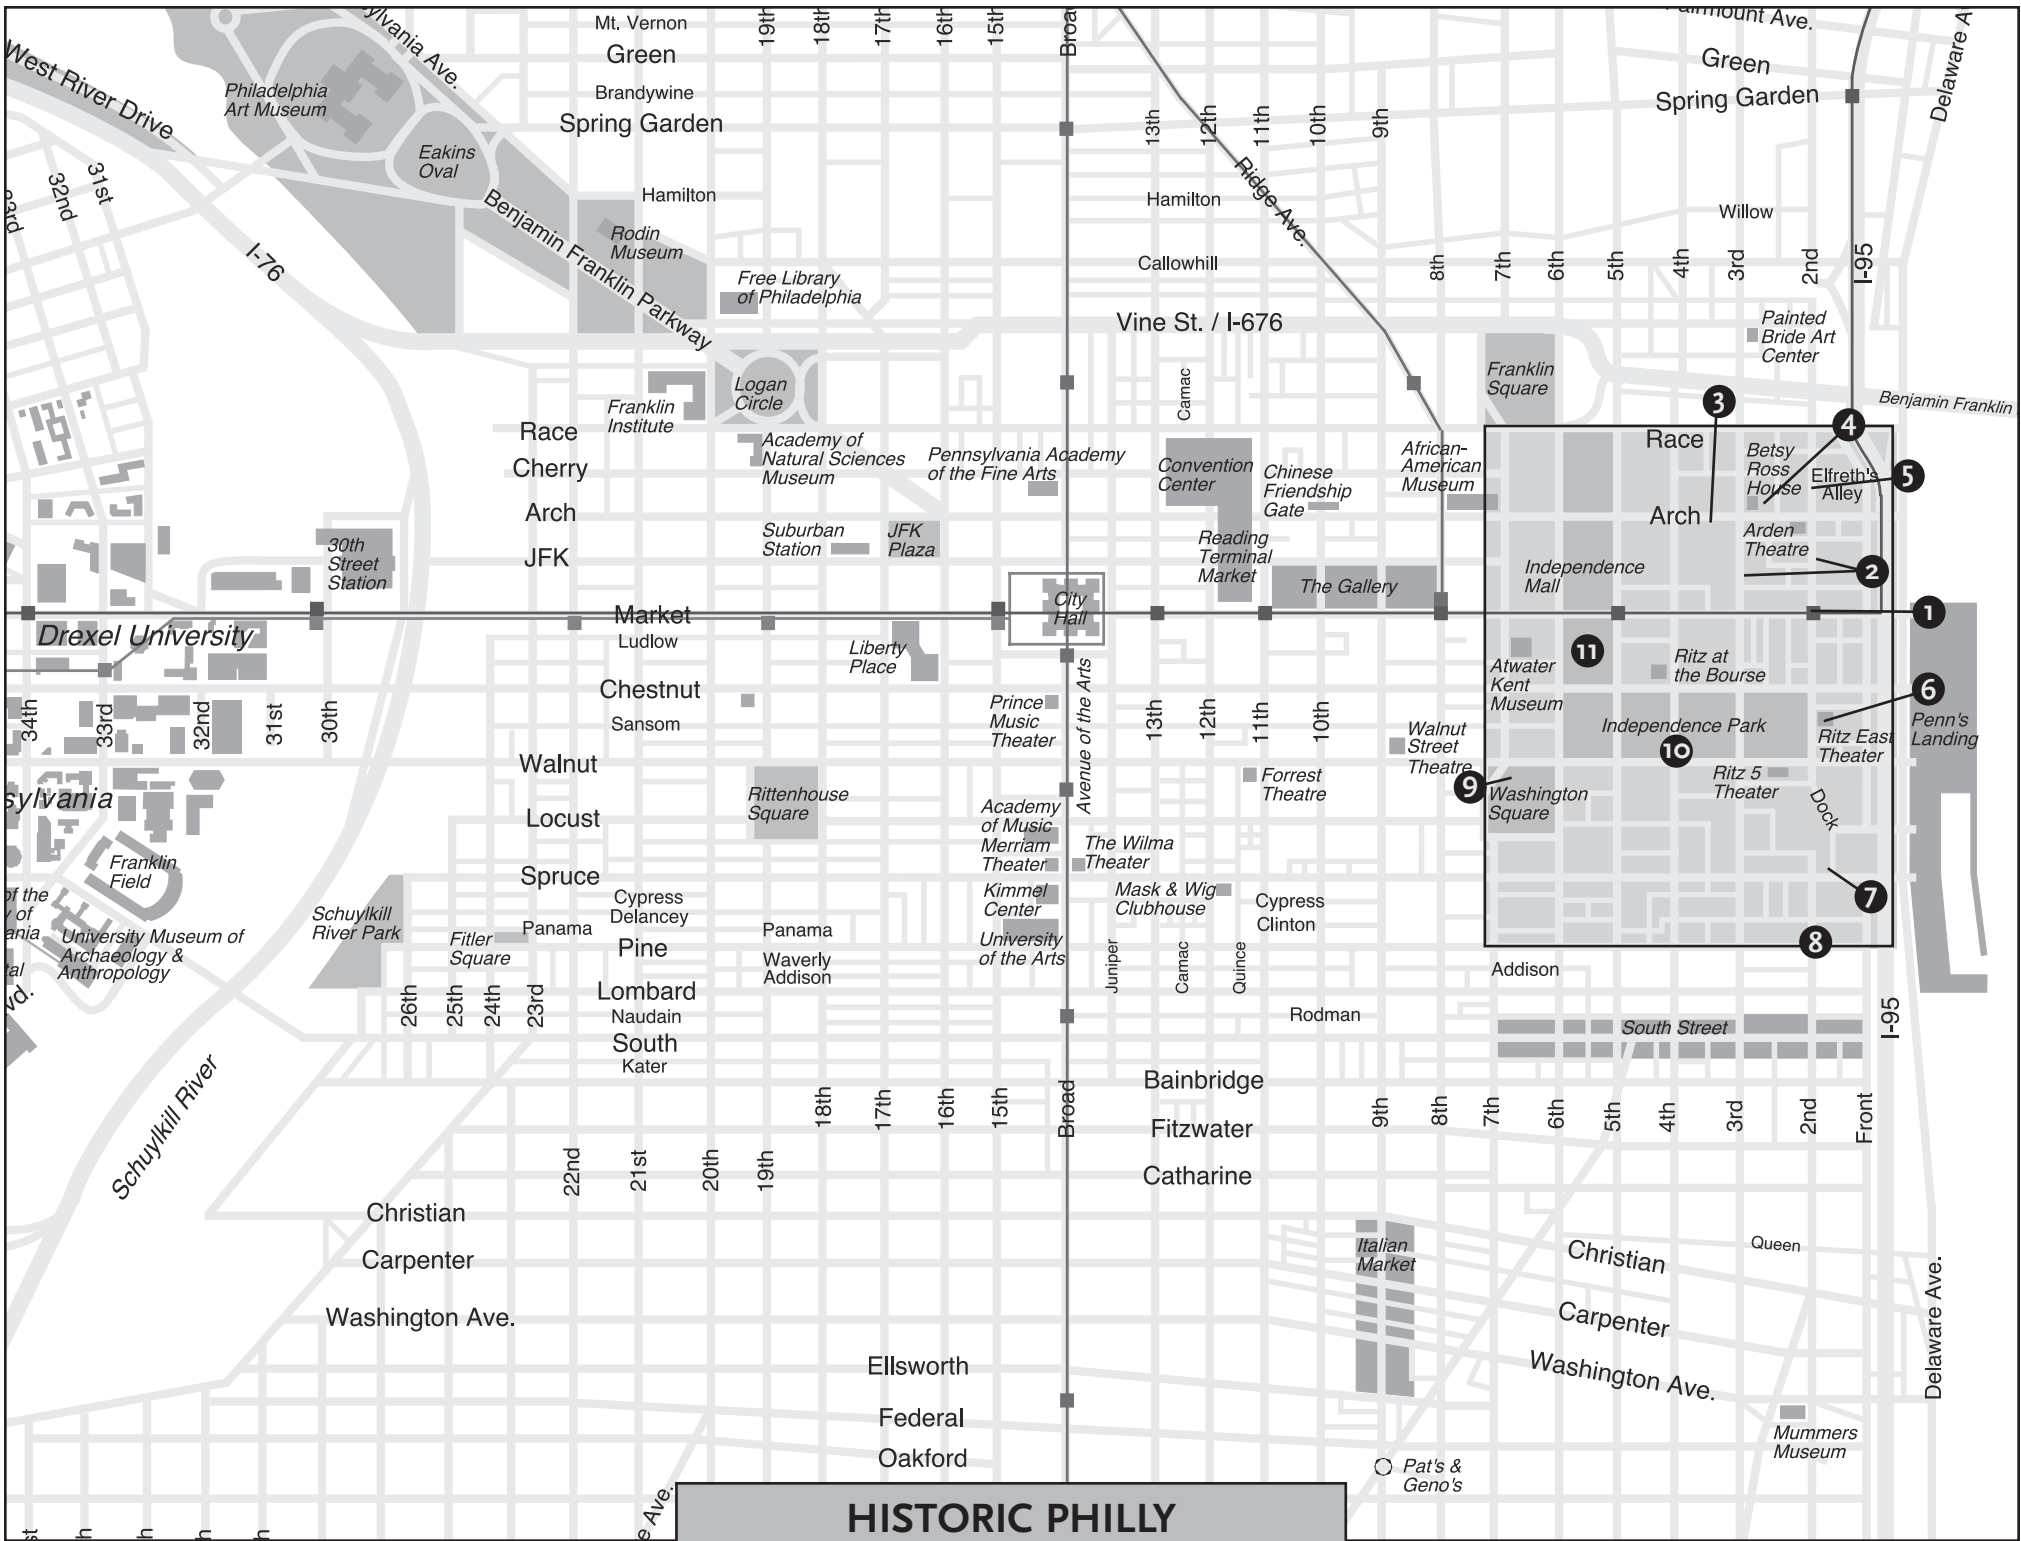 Mt. Vernon
Green
Brandywine
Spring Garden
Hamilton
West River Drive
Philadelphia
Art Museum
Eakins
Oval
Benjamin Franklin Parkway
Rodin
Museum
Free Library
of Philadelphia
I-76
31st
32nd
19th
18th
17th
16th
15th
13th
12th
11th
10th
9th
Ridge Ave.
Hamilton
Callowhill
Vine St. / I-676
Green
Spring Garden
Willow
8th
7th
6th
5th
4th
3rd
2nd
I-95
Painted
Bride Art
Center
Franklin
Square
Benjamin Franklin
Logan
Circle
Franklin
Institute
Race
Cherry
Arch
JFK
Market
Ludlow
Chestnut
Sansom
Walnut
Locust
Spruce
Cypress
Delancey
Panama
Pine
Lombard
Naudain
South
Kater
Academy of
Natural Sciences
Museum
Pennsylvania Academy
of the Fine Arts
Camac
Convention
Center
Chinese
Friendship
Gate
African-
American
Museum
Race
Arch
Betsy
Ross
House
Elfreth's
Alley
Arden
Theatre
3
4
5
2
1
30th
Street
Station
Suburban
Station
JFK
Plaza
Reading
Terminal
Market
The Gallery
Independence
Mall
City
Hall
Drexel University
Liberty
Place
Atwater
Kent
Museum
11
Ritz at
the Bourse
6
34th
33rd
32nd
31st
30th
Prince
Music
Theater
Avenue of the Arts
13th
12th
11th
10th
Walnut
Street
Theatre
Independence Park
10
Ritz East
Theater
Penn's
Landing
Ritz 5
Theater
Dock
9
Washington
Square
Forrest
Theatre
Rittenhouse
Square
Academy
of Music
Merriam
Theater
The Wilma
Theater
Kimmel
Center
Mask & Wig
Clubhouse
Cypress
Clinton
University
of the Arts
Franklin
Field
University Museum of
Archaeology &
Anthropology
Schuylkill
River Park
Fitler
Square
Panama
Waverly
Addison
Juniper
Camac
Quince
7
8
Addison
Rodman
South Street
I-95
26th
25th
24th
23rd
Schuylkill River
Bainbridge
Fitzwater
Catharine
18th
17th
16th
15th
Broad
9th
8th
7th
6th
5th
4th
3rd
2nd
Front
22nd
21st
20th
19th
Christian
Carpenter
Washington Ave.
Ellsworth
Federal
Oakford
Italian
Market
Christian
Queen
Carpenter
Washington Ave.
Delaware Ave.
Mummers
Museum
Pat's &
Geno's
HISTORIC PHILLY